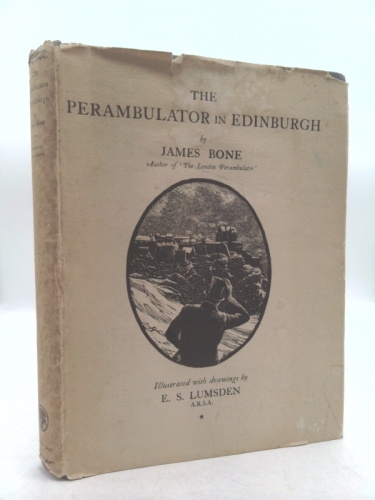 THE
PERAMBULATOR IN EDINBURGH
by
JAMES BONE
Author of 'The London Perambulator'
Illustrated with drawings by
E. S. LUMSDEN
A.R.S.A.
*